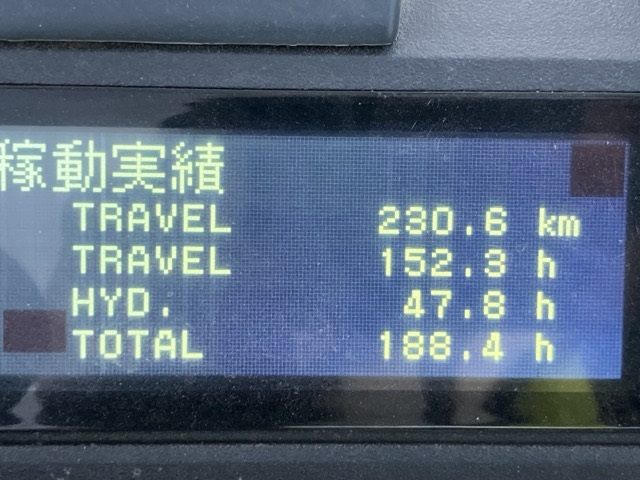 稼動実績
TRAVEL 230.6 km
TRAVEL 152.3 h
HYD. 47.8 h
TOTAL 188.4 h